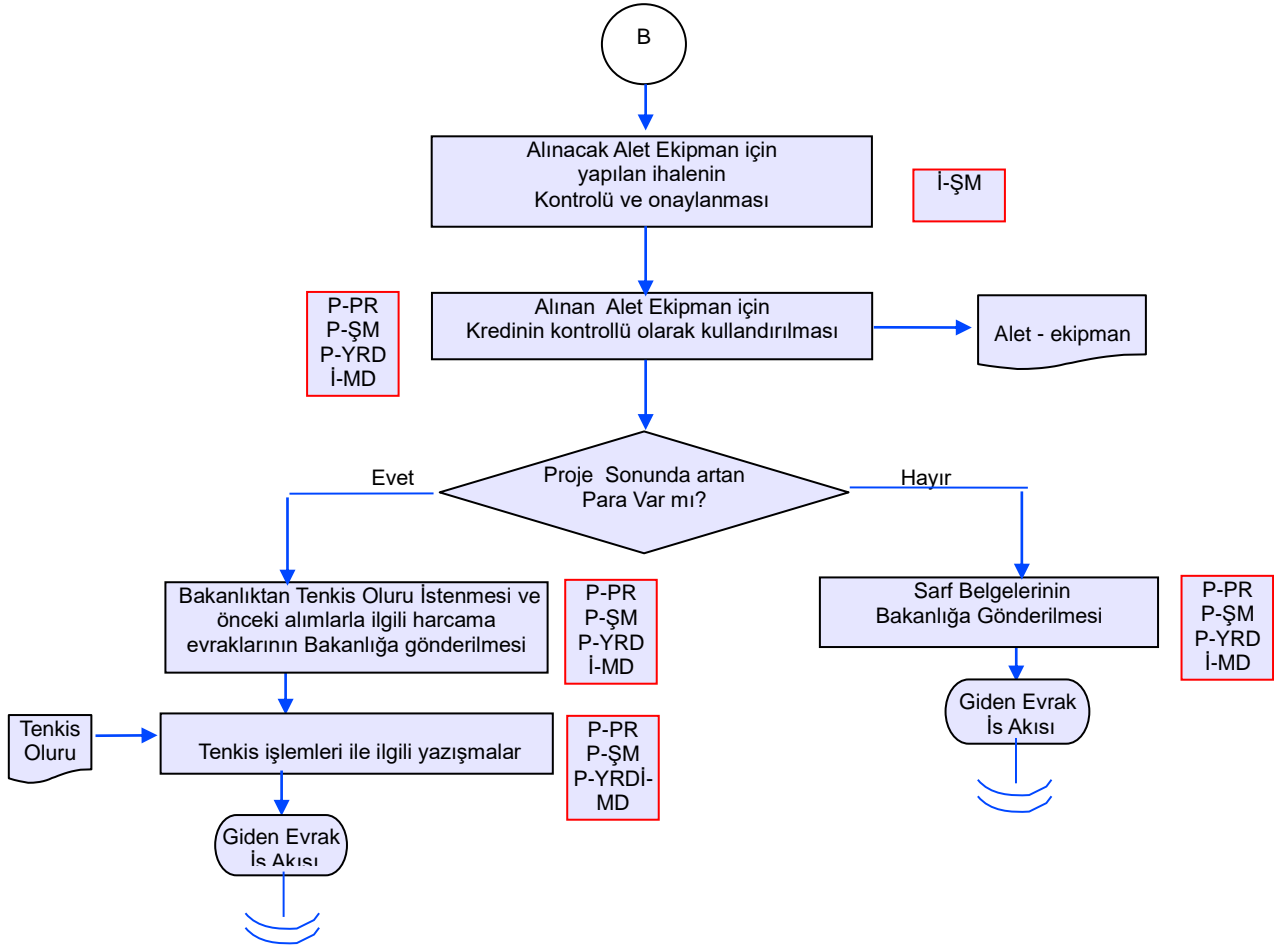 B
Alınacak Alet Ekipman için
yapılan ihalenin
Kontrolü ve onaylanması
İ-ŞM
P-PR
P-ŞM
P-YRD
İ-MD
Alınan Alet Ekipman için
Kredinin kontrollü olarak kullandırılması
Alet - ekipman
Proje Sonunda artan
Para Var mı?
Evet
Hayır
Bakanlıktan Tenkis Oluru İstenmesi ve
önceki alımlarla ilgili harcama
evraklarının Bakanlığa gönderilmesi
P-PR
P-ŞM
P-YRD
İ-MD
Sarf Belgelerinin
Bakanlığa Gönderilmesi
P-PR
P-ŞM
P-YRD
İ-MD
Giden Evrak
İs Akısı
Tenkis
Oluru
Tenkis işlemleri ile ilgili yazışmalar
P-PR
P-ŞM
P-YRDİ-
MD
Giden Evrak
İs Akısı